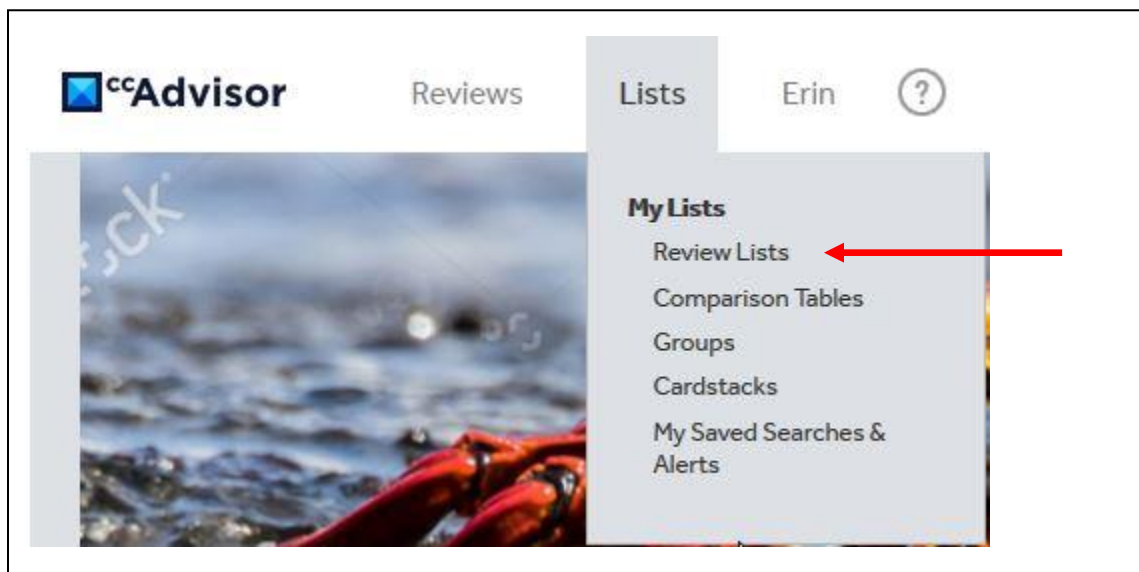 ccAdvisor Reviews Lists Erin ?
My Lists
Review Lists
Comparison Tables
Groups
Cardstacks
My Saved Searches &
Alerts